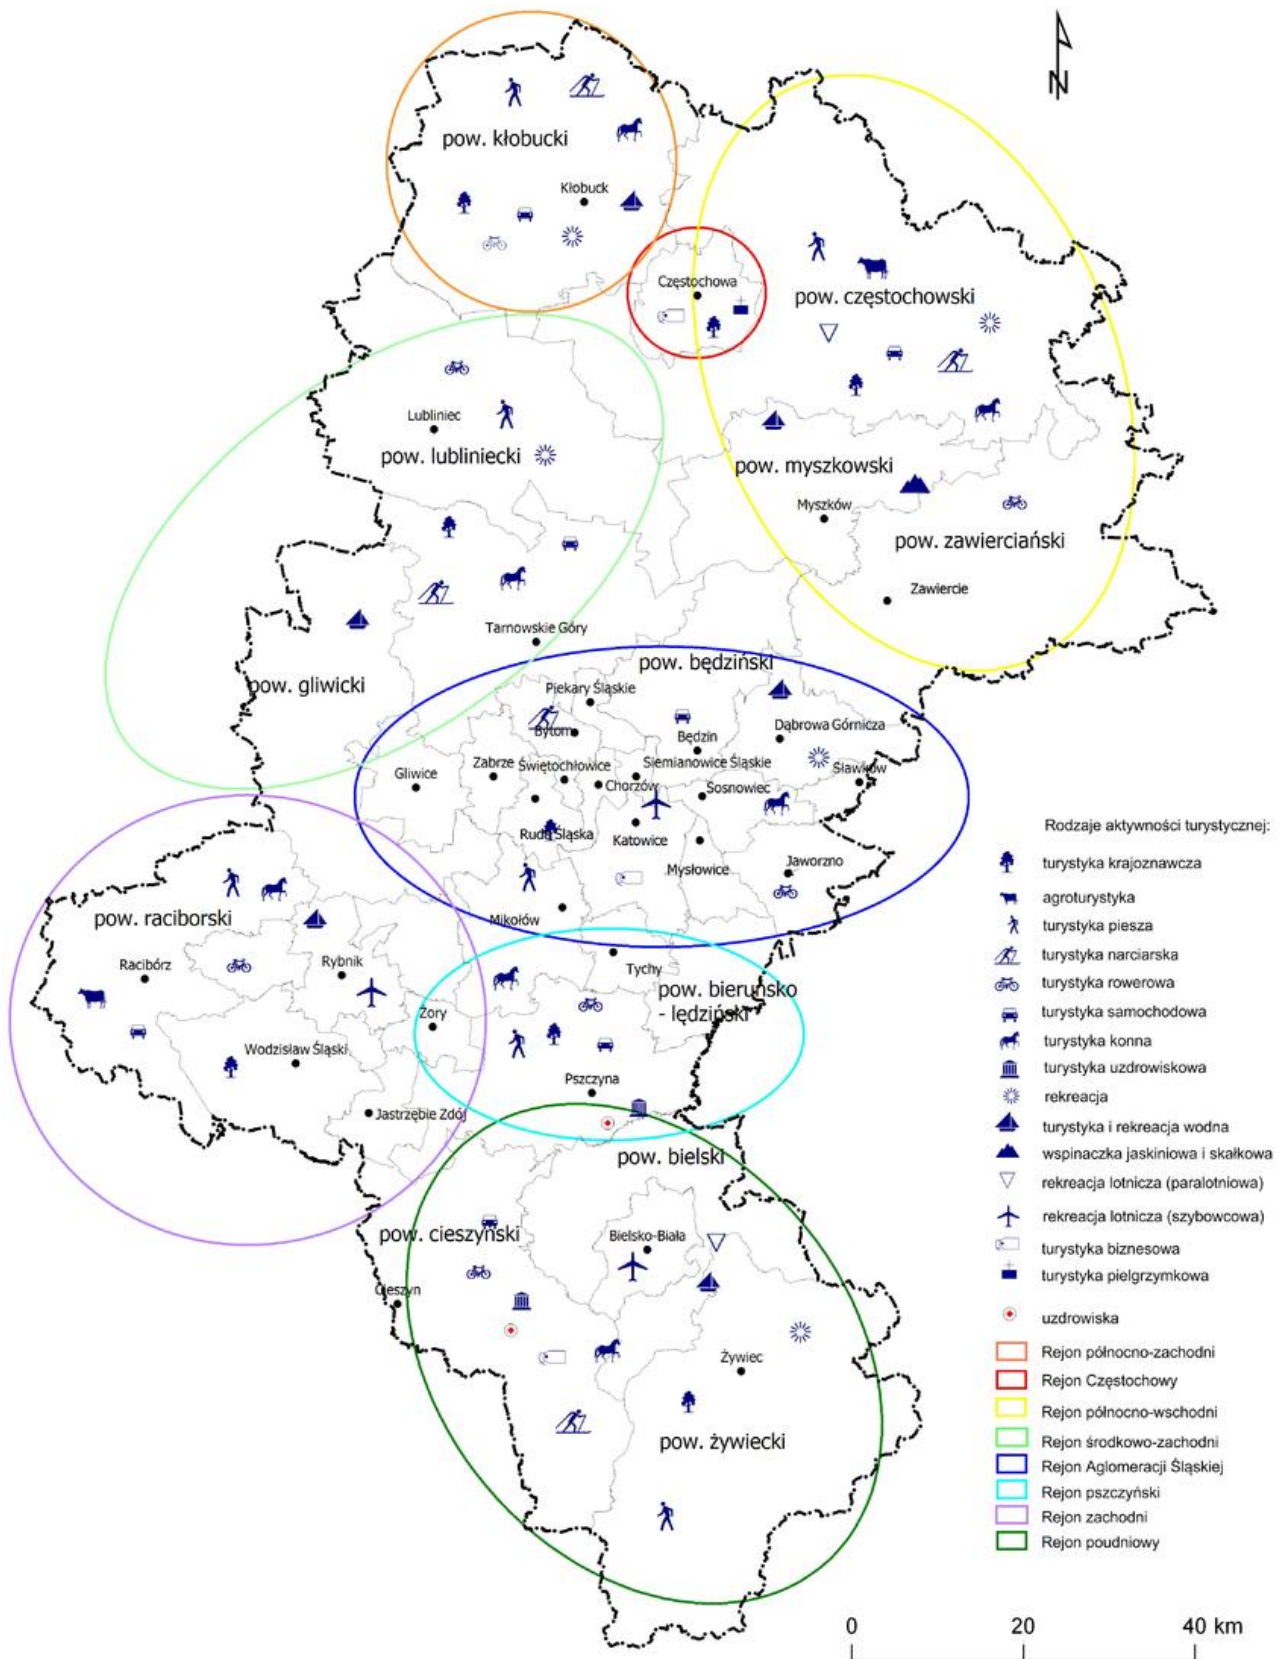 N
pow. kłobucki
Kłobuck
Częstochowa
pow. częstochowski
Lubliniec
pow. lubliniecki
pow. myszkowski
Myszków
pow. zawierciański
Zawiercie
Tarnowskie Góry
pow. będziński
pow. gliwicki
Piekary Śląskie
Bytom
Będzin
Dąbrowa Górnicza
Gliwice
Zabrze
Świętochłowice
Siemianowice Śląskie
Sławków
Chorzów
Sosnowiec
Ruda Śląska
Katowice
Mysłowice
Jaworzno
Mikołów
pow. raciborski
Racibórz
Rybnik
Tychy
pow. bieruńsko
- lędziński
Żory
Wodzisław Śląski
Pszczyna
Jastrzębie Zdój
pow. bielski
pow. cieszyński
Bielsko-Biała
Cieszyn
Żywiec
pow. żywiecki
Rodzaje aktywności turystycznej:
turystyka krajoznawcza
agroturystyka
turystyka piesza
turystyka narciarska
turystyka rowerowa
turystyka samochodowa
turystyka konna
turystyka uzdrowiskowa
rekreacja
turystyka i rekreacja wodna
wspinaczka jaskiniowa i skałkowa
rekreacja lotnicza (paralotniowa)
rekreacja lotnicza (szybowcowa)
turystyka biznesowa
turystyka pielgrzymkowa
uzdrowiska
Rejon północno-zachodni
Rejon Częstochowy
Rejon północno-wschodni
Rejon środkowo-zachodni
Rejon Aglomeracji Śląskiej
Rejon pszczyński
Rejon zachodni
Rejon poudniowy
0 20 40 km